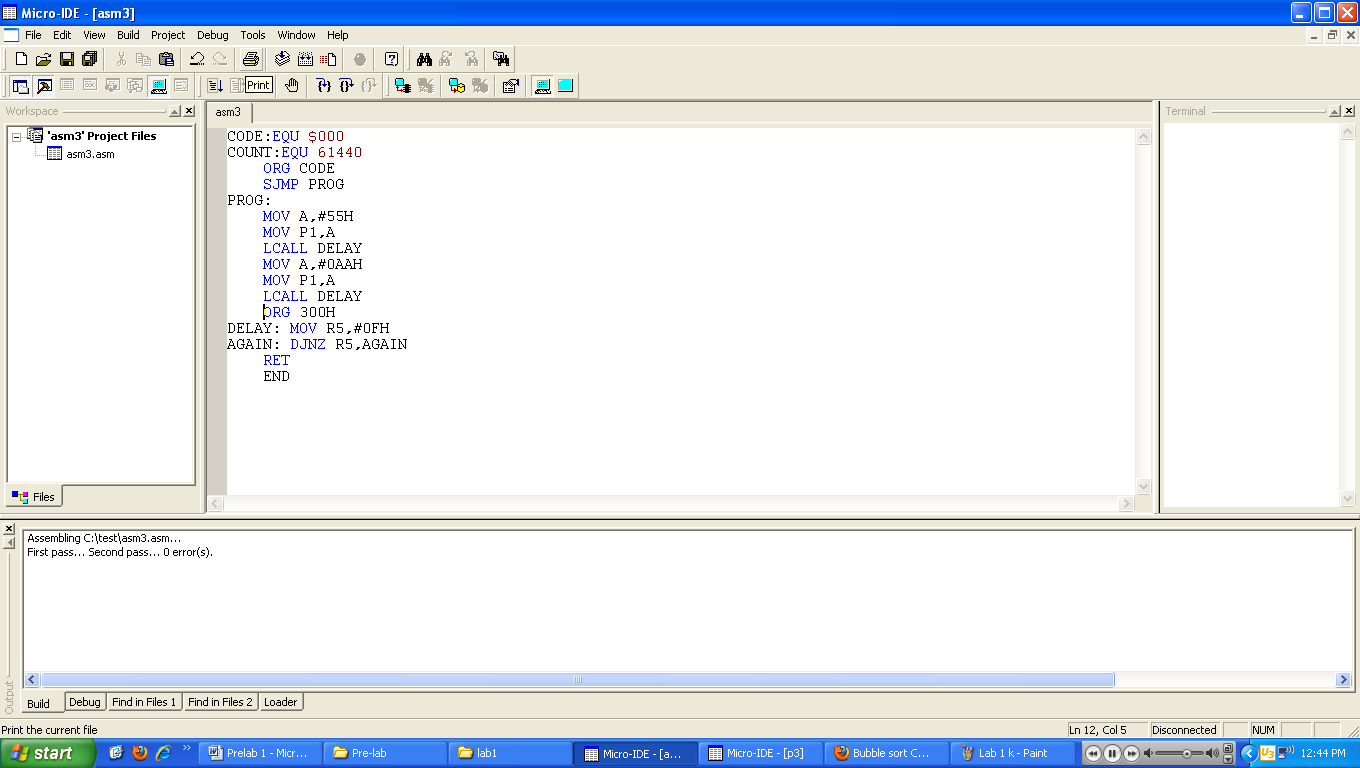 Micro-IDE - [asm3]
File Edit View Build Project Debug Tools Window Help
Print
Workspace
'asm3' Project Files
asm3.asm
Files
asm3
CODE:EQU $000
COUNT:EQU 61440
ORG CODE
SJMP PROG
PROG:
MOV A,#55H
MOV P1,A
LCALL DELAY
MOV A,#0AAH
MOV P1,A
LCALL DELAY
ORG 300H
DELAY: MOV R5,#0FH
AGAIN: DJNZ R5,AGAIN
RET
END
Terminal
Assembling C:\test\asm3.asm...
First pass... Second pass... 0 error(s).
Output
Build Debug Find in Files 1 Find in Files 2 Loader
Print the current file
Ln 12, Col 5 Disconnected NUM
start
Prelab 1 - Micr...
Pre-lab
lab1
Micro-IDE - [a...
Micro-IDE - [p3]
Bubble sort C...
Lab 1 k - Paint
12:44 PM